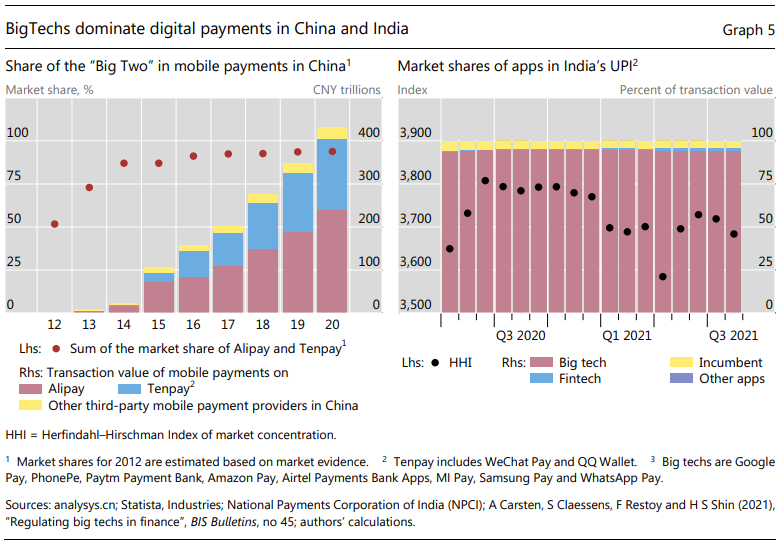 BigTechs dominate digital payments in China and India
Graph 5
Share of the “Big Two” in mobile payments in China1
Market share, %
CNY trillions
100
75
50
25
0
400
300
200
100
0
12 13 14 15 16 17 18 19 20
Lhs: Sum of the market share of Alipay and Tenpay1
Rhs: Transaction value of mobile payments on
Alipay Tenpay2
Other third-party mobile payment providers in China
Market shares of apps in India’s UPI2
Index
Percent of transaction value
3,900
3,800
3,700
3,600
3,500
100
75
50
25
0
Q3 2020 Q1 2021 Q3 2021
Lhs: HHI
Rhs: Big tech Incumbent
Fintech Other apps
HHI = Herfindahl–Hirschman Index of market concentration.
1 Market shares for 2012 are estimated based on market evidence. 2 Tenpay includes WeChat Pay and QQ Wallet. 3 Big techs are Google
Pay, PhonePe, Paytm Payment Bank, Amazon Pay, Airtel Payments Bank Apps, MI Pay, Samsung Pay and WhatsApp Pay.
Sources: analysys.cn; Statista, Industries; National Payments Corporation of India (NPCI); A Carsten, S Claessens, F Restoy and H S Shin (2021),
“Regulating big techs in finance”, BIS Bulletins, no 45; authors’ calculations.